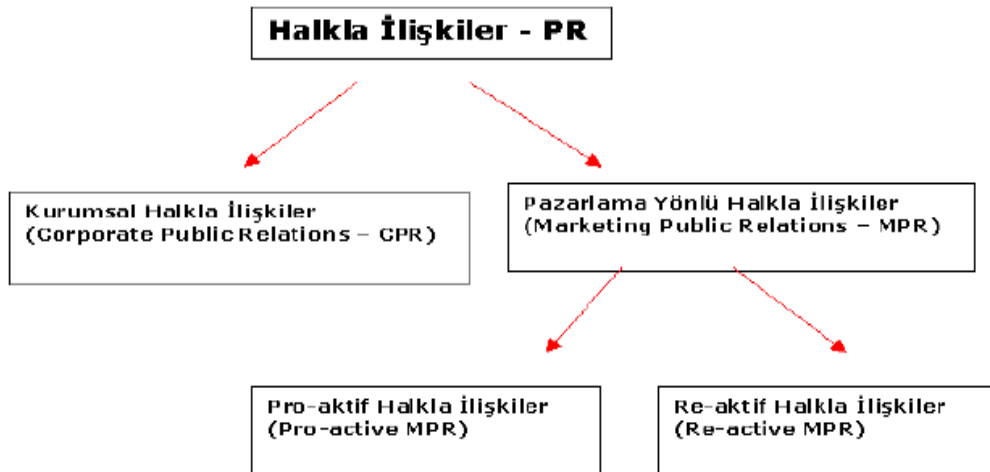 Halkla İlişkiler - PR
Kurumsal Halkla İlişkiler
(Corporate Public Relations – CPR)
Pazarlama Yönlü Halkla İlişkiler
(Marketing Public Relations – MPR)
Pro-aktif Halkla İlişkiler
(Pro-active MPR)
Re-aktif Halkla İlişkiler
(Re-active MPR)